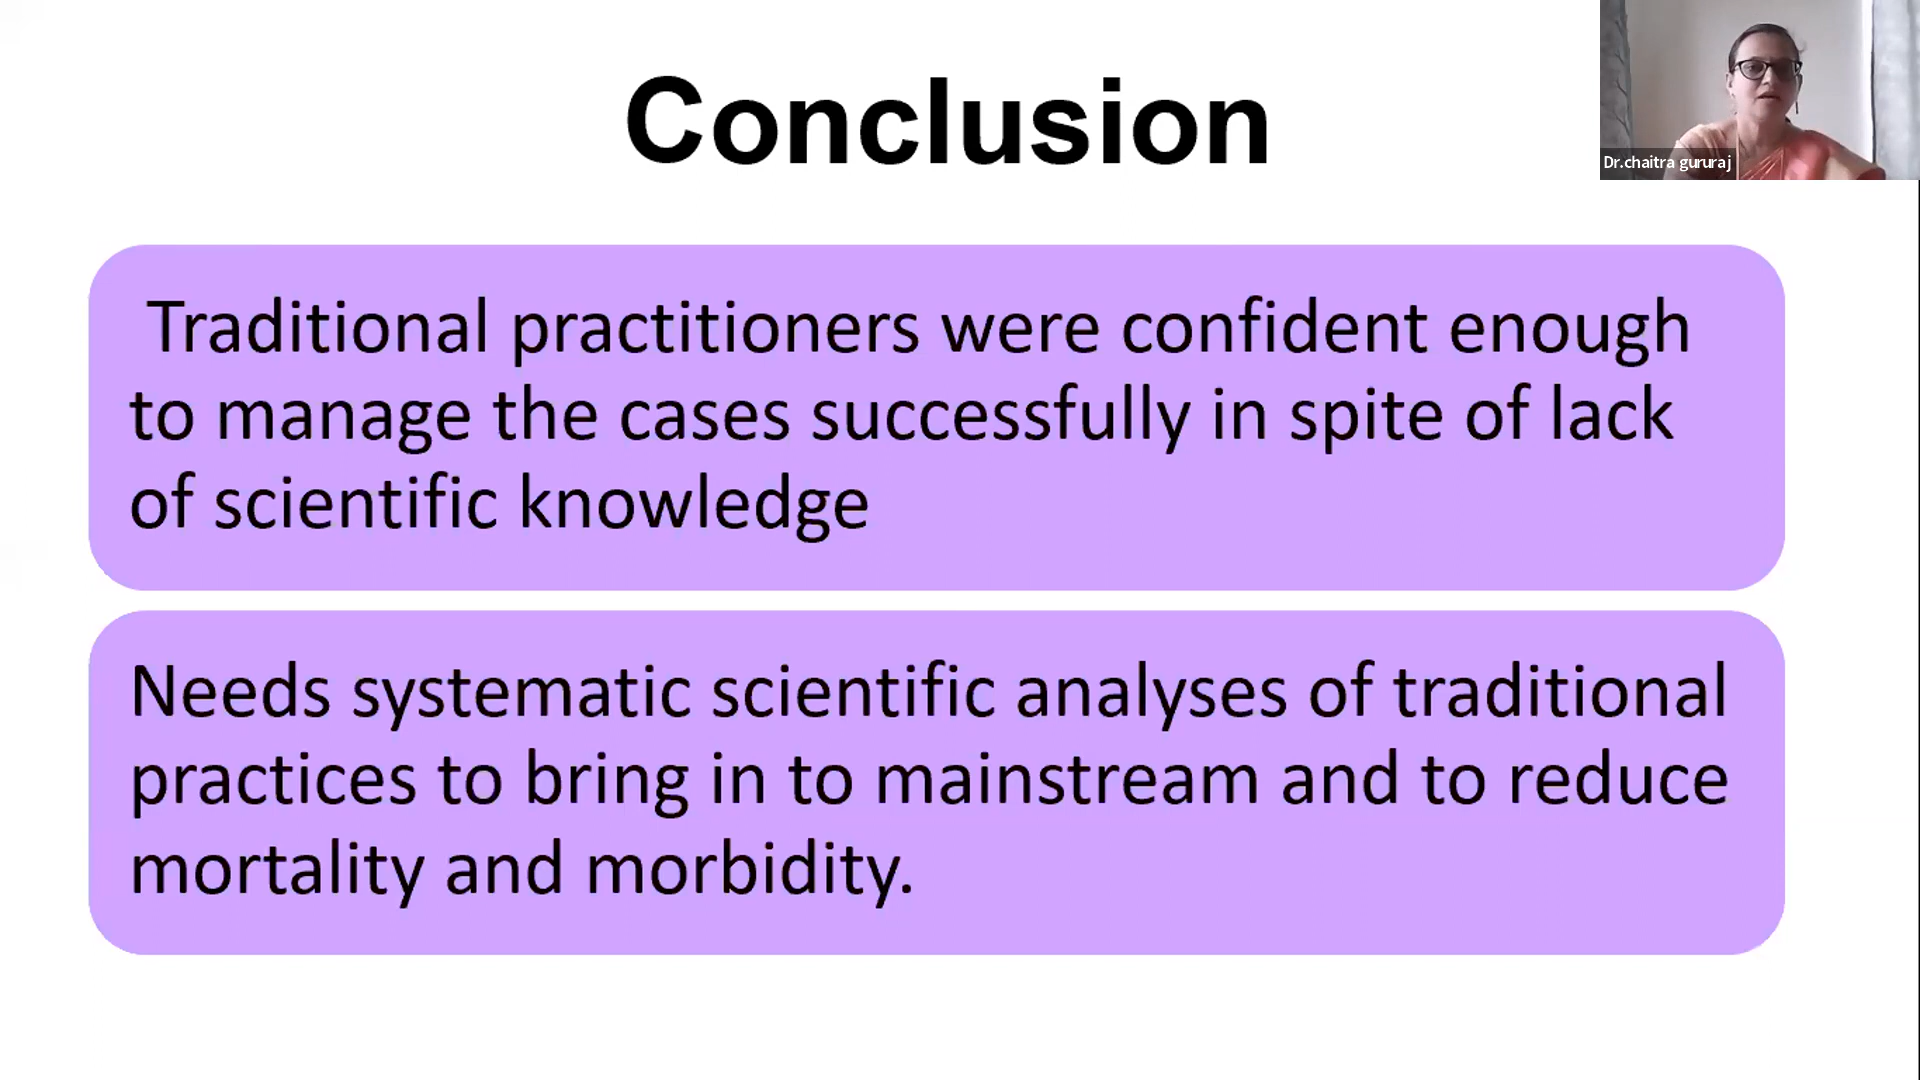 Conclusion
Dr.chaitra gururaj
Traditional practitioners were confident enough
to manage the cases successfully in spite of lack
of scientific knowledge
Needs systematic scientific analyses of traditional
practices to bring in to mainstream and to reduce
mortality and morbidity.